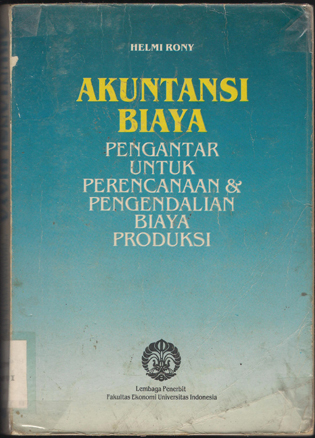 HELMI RONY
AKUNTANSI
BIAYA
PENGANTAR
UNTUK
PERENCANAAN &
PENGENDALIAN
BIAYA
PRODUKSI
Lembaga Penerbit
Fakultas Ekonomi Universitas Indonesia